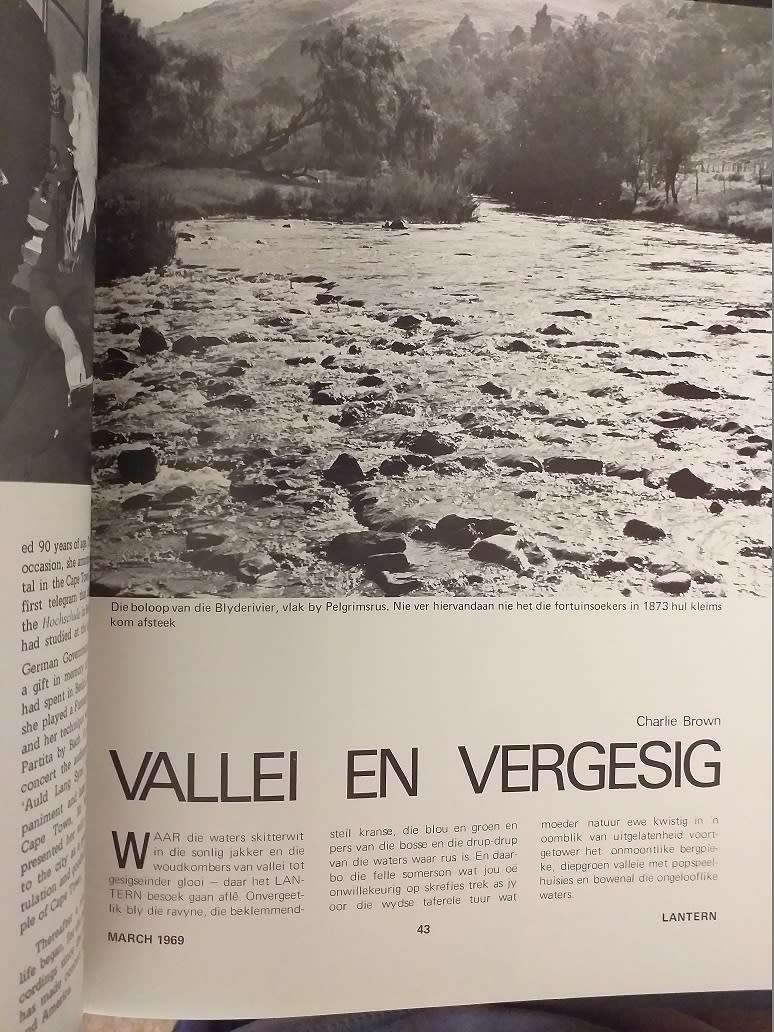 ed 90 years of age
occasion, she
tal in the Cape
first telegram
the Hochschule
had studied at
German
a gift in memory
had spent in
she played a
and her technique
Partita by Bach
concert the
'Auld Lang
paniment and
Cape Town.
presented her
to the city
tulation and
ple of Cape Town
Thereafter
life began. He
cordings since
has made
and America
Die boloop van die Blyderivier, vlak by Pelgrimsrus. Nie ver hiervandaan nie het die fortuinsoekers in 1873 hul kleims
kom afsteek
Charlie Brown
VALLEI EN VERGESIG
WAAR die waters skitterwit
in die sonlig jakker en die
woudkombers van vallei tot
gesigseinder glooi – daar het LAN-
TERN besoek gaan aflê. Onvergeet-
lik bly die ravyne, die beklemmend-
steil kranse, die blou en groen en
pers van die bosse en die drup-drup
van die waters waar rus is. En daar-
bo die felle somerson wat jou oë
onwillekeurig op skrefies trek as jy
oor die wydse taferele tuur wat
moeder natuur ewe kwistig in 'n
oomblik van uitgelatenheid voort-
getower het onmoontlike bergpie-
ke, diepgroen valleie met popspeel-
huisies en bowenal die ongelooflike
waters.
MARCH 1969
43
LANTERN